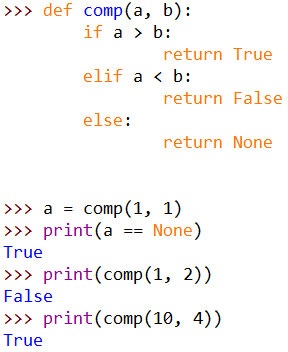 >>> def comp(a, b):
        if a > b:
                return True
        elif a < b:
                return False
        else:
                return None

>>> a = comp(1, 1)
>>> print(a == None)
True
>>> print(comp(1, 2))
False
>>> print(comp(10, 4))
True